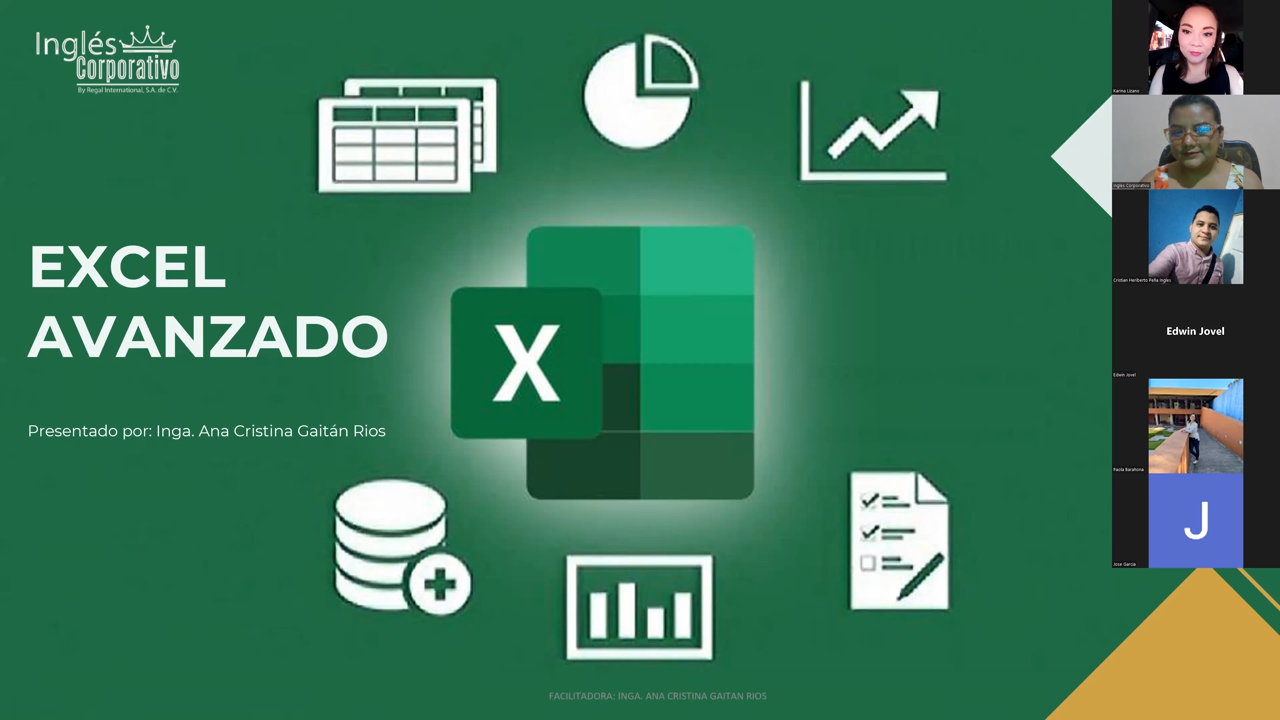 Inglés
Corporativo
By Regal International, S.A. de C.V.
EXCEL
AVANZADO
Presentado por: Inga. Ana Cristina Gaitán Rios
X
FACILITADORA: INGA. ANA CRISTINA GAITAN RIOS
Karina Lizano
Ingles Corporativo
Cristian Heriberto Peña Ingles
Edwin Jovel
Edwin Jovel
Paola Barahona
J
Jose Garcia